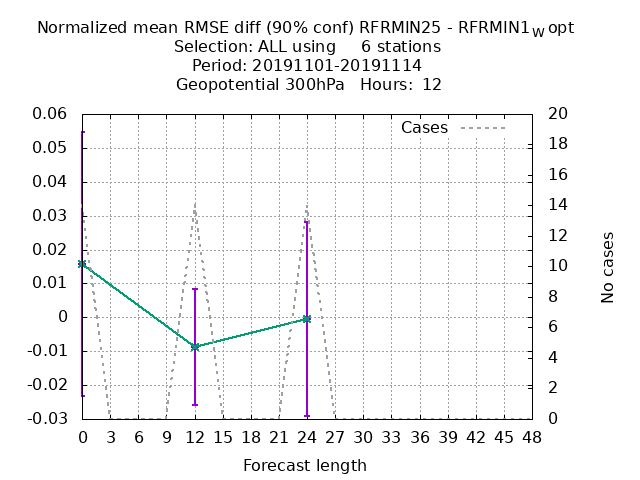 Normalized mean RMSE diff (90% conf) RFRMIN25 - RFRMIN1w opt
Selection: ALL using 6 stations
Period: 20191101-20191114
Geopotential 300hPa Hours: 12
Cases
0.06
0.05
0.04
0.03
0.02
0.01
0
-0.01
-0.02
-0.03
20
18
16
14
12
10
8
6
4
2
0
No cases
0 3 6 9 12 15 18 21 24 27 30 33 36 39 42 45 48
Forecast length